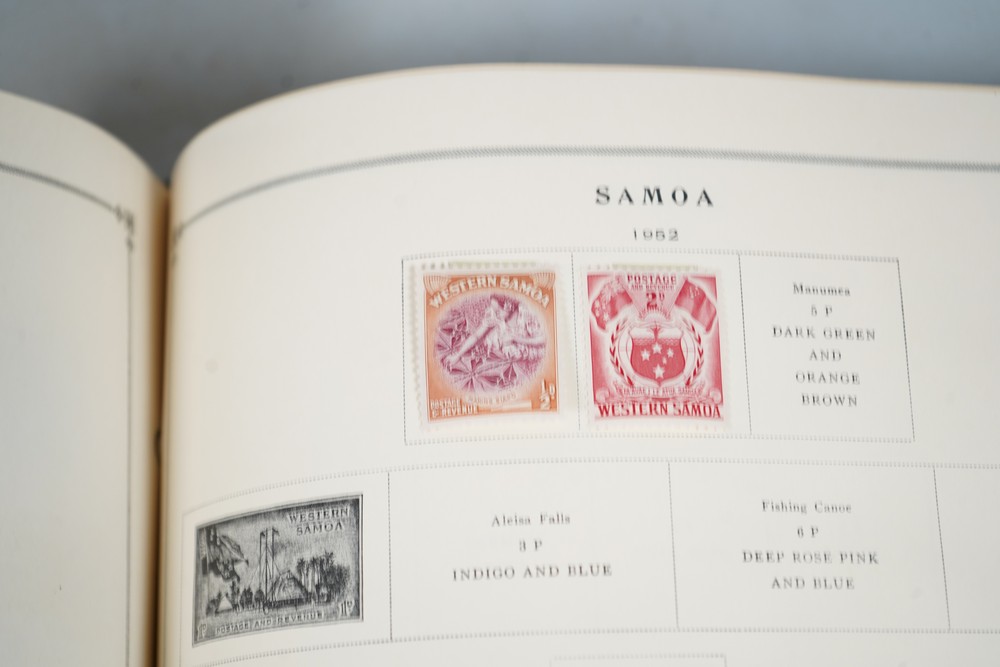 SAMOA
1952
WESTERN SAMOA
POSTAGE
& REVENUE
½D
POSTAGE
AND REVENUE
2D
WESTERN SAMOA
Manumea
5 P
DARK GREEN
AND
ORANGE
BROWN
WESTERN
SAMOA
POSTAGE AND REVENUE
Aleisa Falls
3 P
INDIGO AND BLUE
Fishing Canoe
6 P
DEEP ROSE PINK
AND BLUE